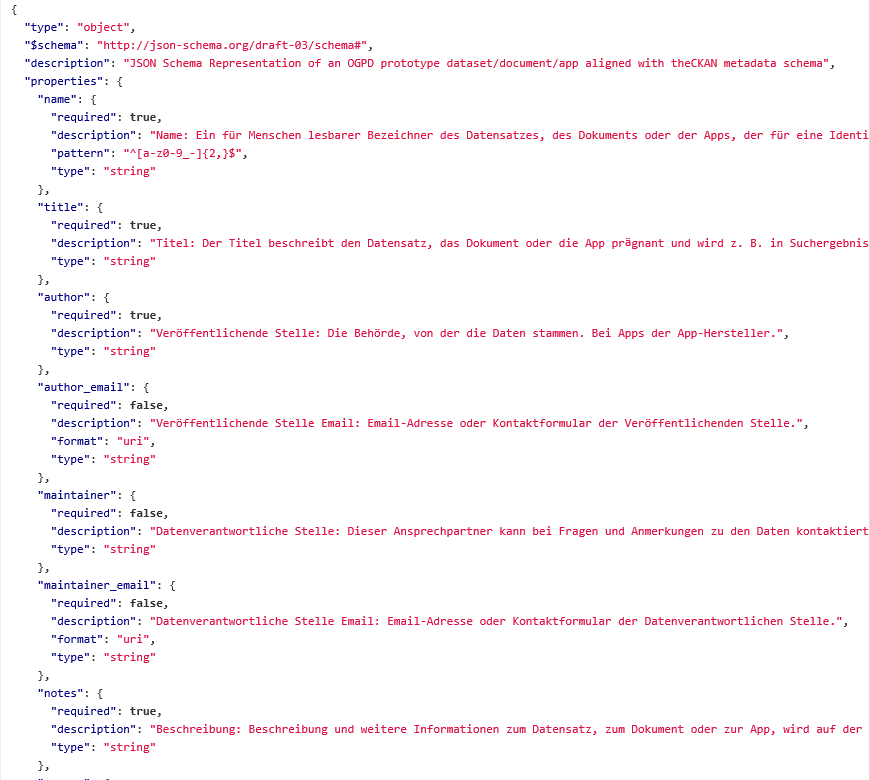 {
"type": "object",
"$schema": "http://json-schema.org/draft-03/schema#",
"description": "JSON Schema Representation of an OGPD prototype dataset/document/app aligned with theCKAN metadata schema",
"properties": {
"name": {
"required": true,
"description": "Name: Ein für Menschen lesbarer Bezeichner des Datensatzes, des Dokuments oder der Apps, der für eine Identi
"pattern": "^[a-z0-9_-]{2,}$",
"type": "string"
},
"title": {
"required": true,
"description": "Titel: Der Titel beschreibt den Datensatz, das Dokument oder die App prägnant und wird z. B. in Suchergebnis
"type": "string"
},
"author": {
"required": true,
"description": "Veröffentlichende Stelle: Die Behörde, von der die Daten stammen. Bei Apps der App-Hersteller.",
"type": "string"
},
"author_email": {
"required": false,
"description": "Veröffentlichende Stelle Email: Email-Adresse oder Kontaktformular der Veröffentlichenden Stelle.",
"format": "uri",
"type": "string"
},
"maintainer": {
"required": false,
"description": "Datenverantwortliche Stelle: Dieser Ansprechpartner kann bei Fragen und Anmerkungen zu den Daten kontaktiert
"type": "string"
},
"maintainer_email": {
"required": false,
"description": "Datenverantwortliche Stelle Email: Email-Adresse oder Kontaktformular der Datenverantwortlichen Stelle.",
"format": "uri",
"type": "string"
},
"notes": {
"required": true,
"description": "Beschreibung: Beschreibung und weitere Informationen zum Datensatz, zum Dokument oder zur App, wird auf der
"type": "string"
},